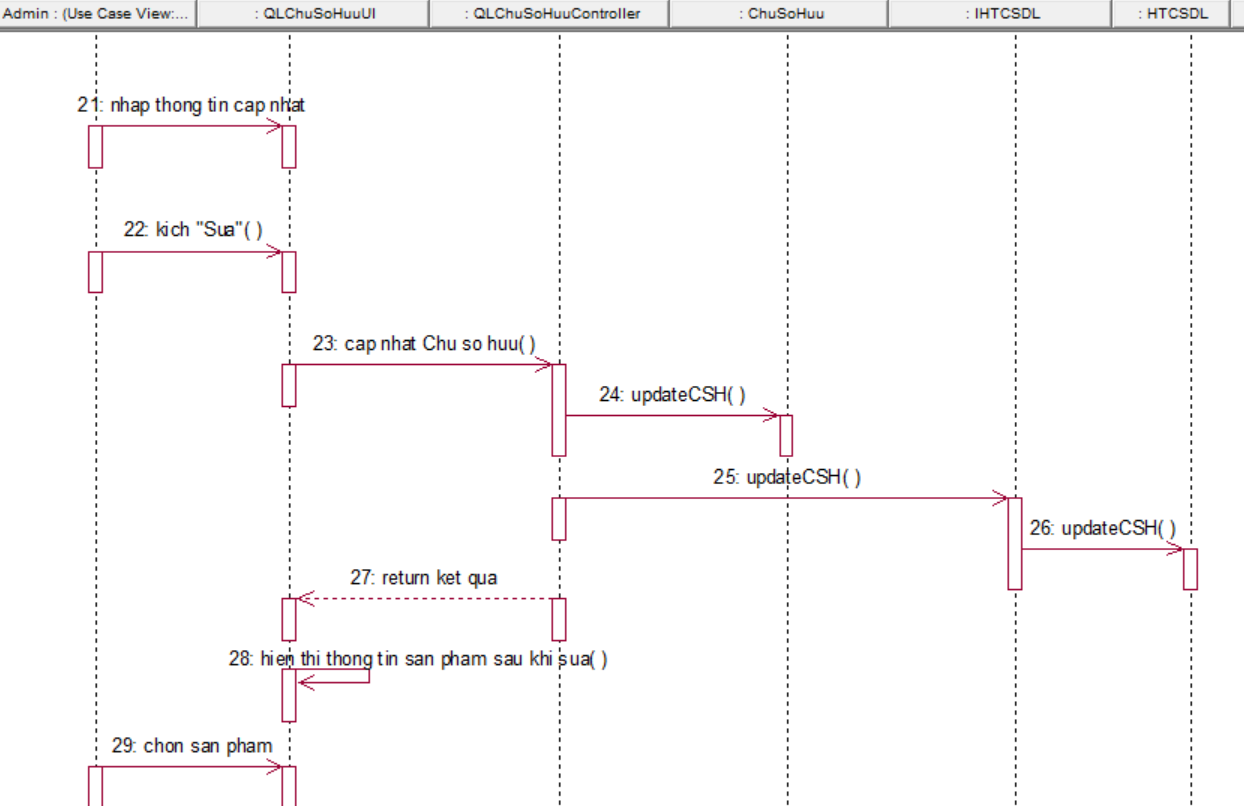 Admin : (Use Case View:...
: QLChuSoHuuUI
: QLChuSoHuuController
: ChuSoHuu
: IHTCSDL
: HTCSDL
21: nhap thong tin cap nhat
22: kich "Sua"( )
23: cap nhat Chu so huu( )
24: updateCSH( )
25: updateCSH( )
26: updateCSH( )
27: return ket qua
28: hien thi thong tin san pham sau khi sua( )
29: chon san pham